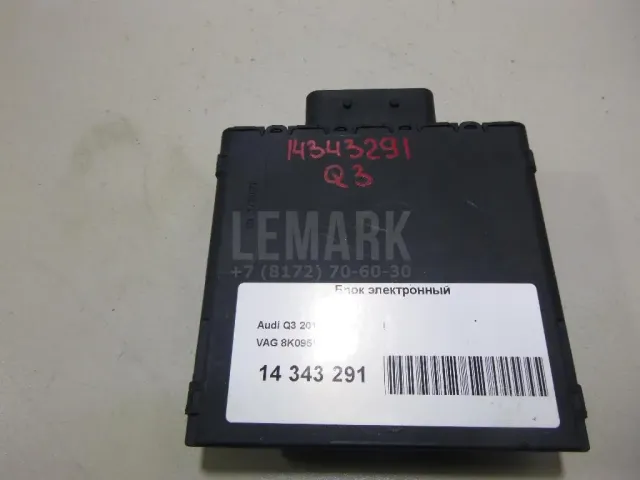 14343291
Q3
LEMARK
+7 (8172) 70-60-30
Блок электронный
Audi Q3 201
VAG 8K095
14 343 291